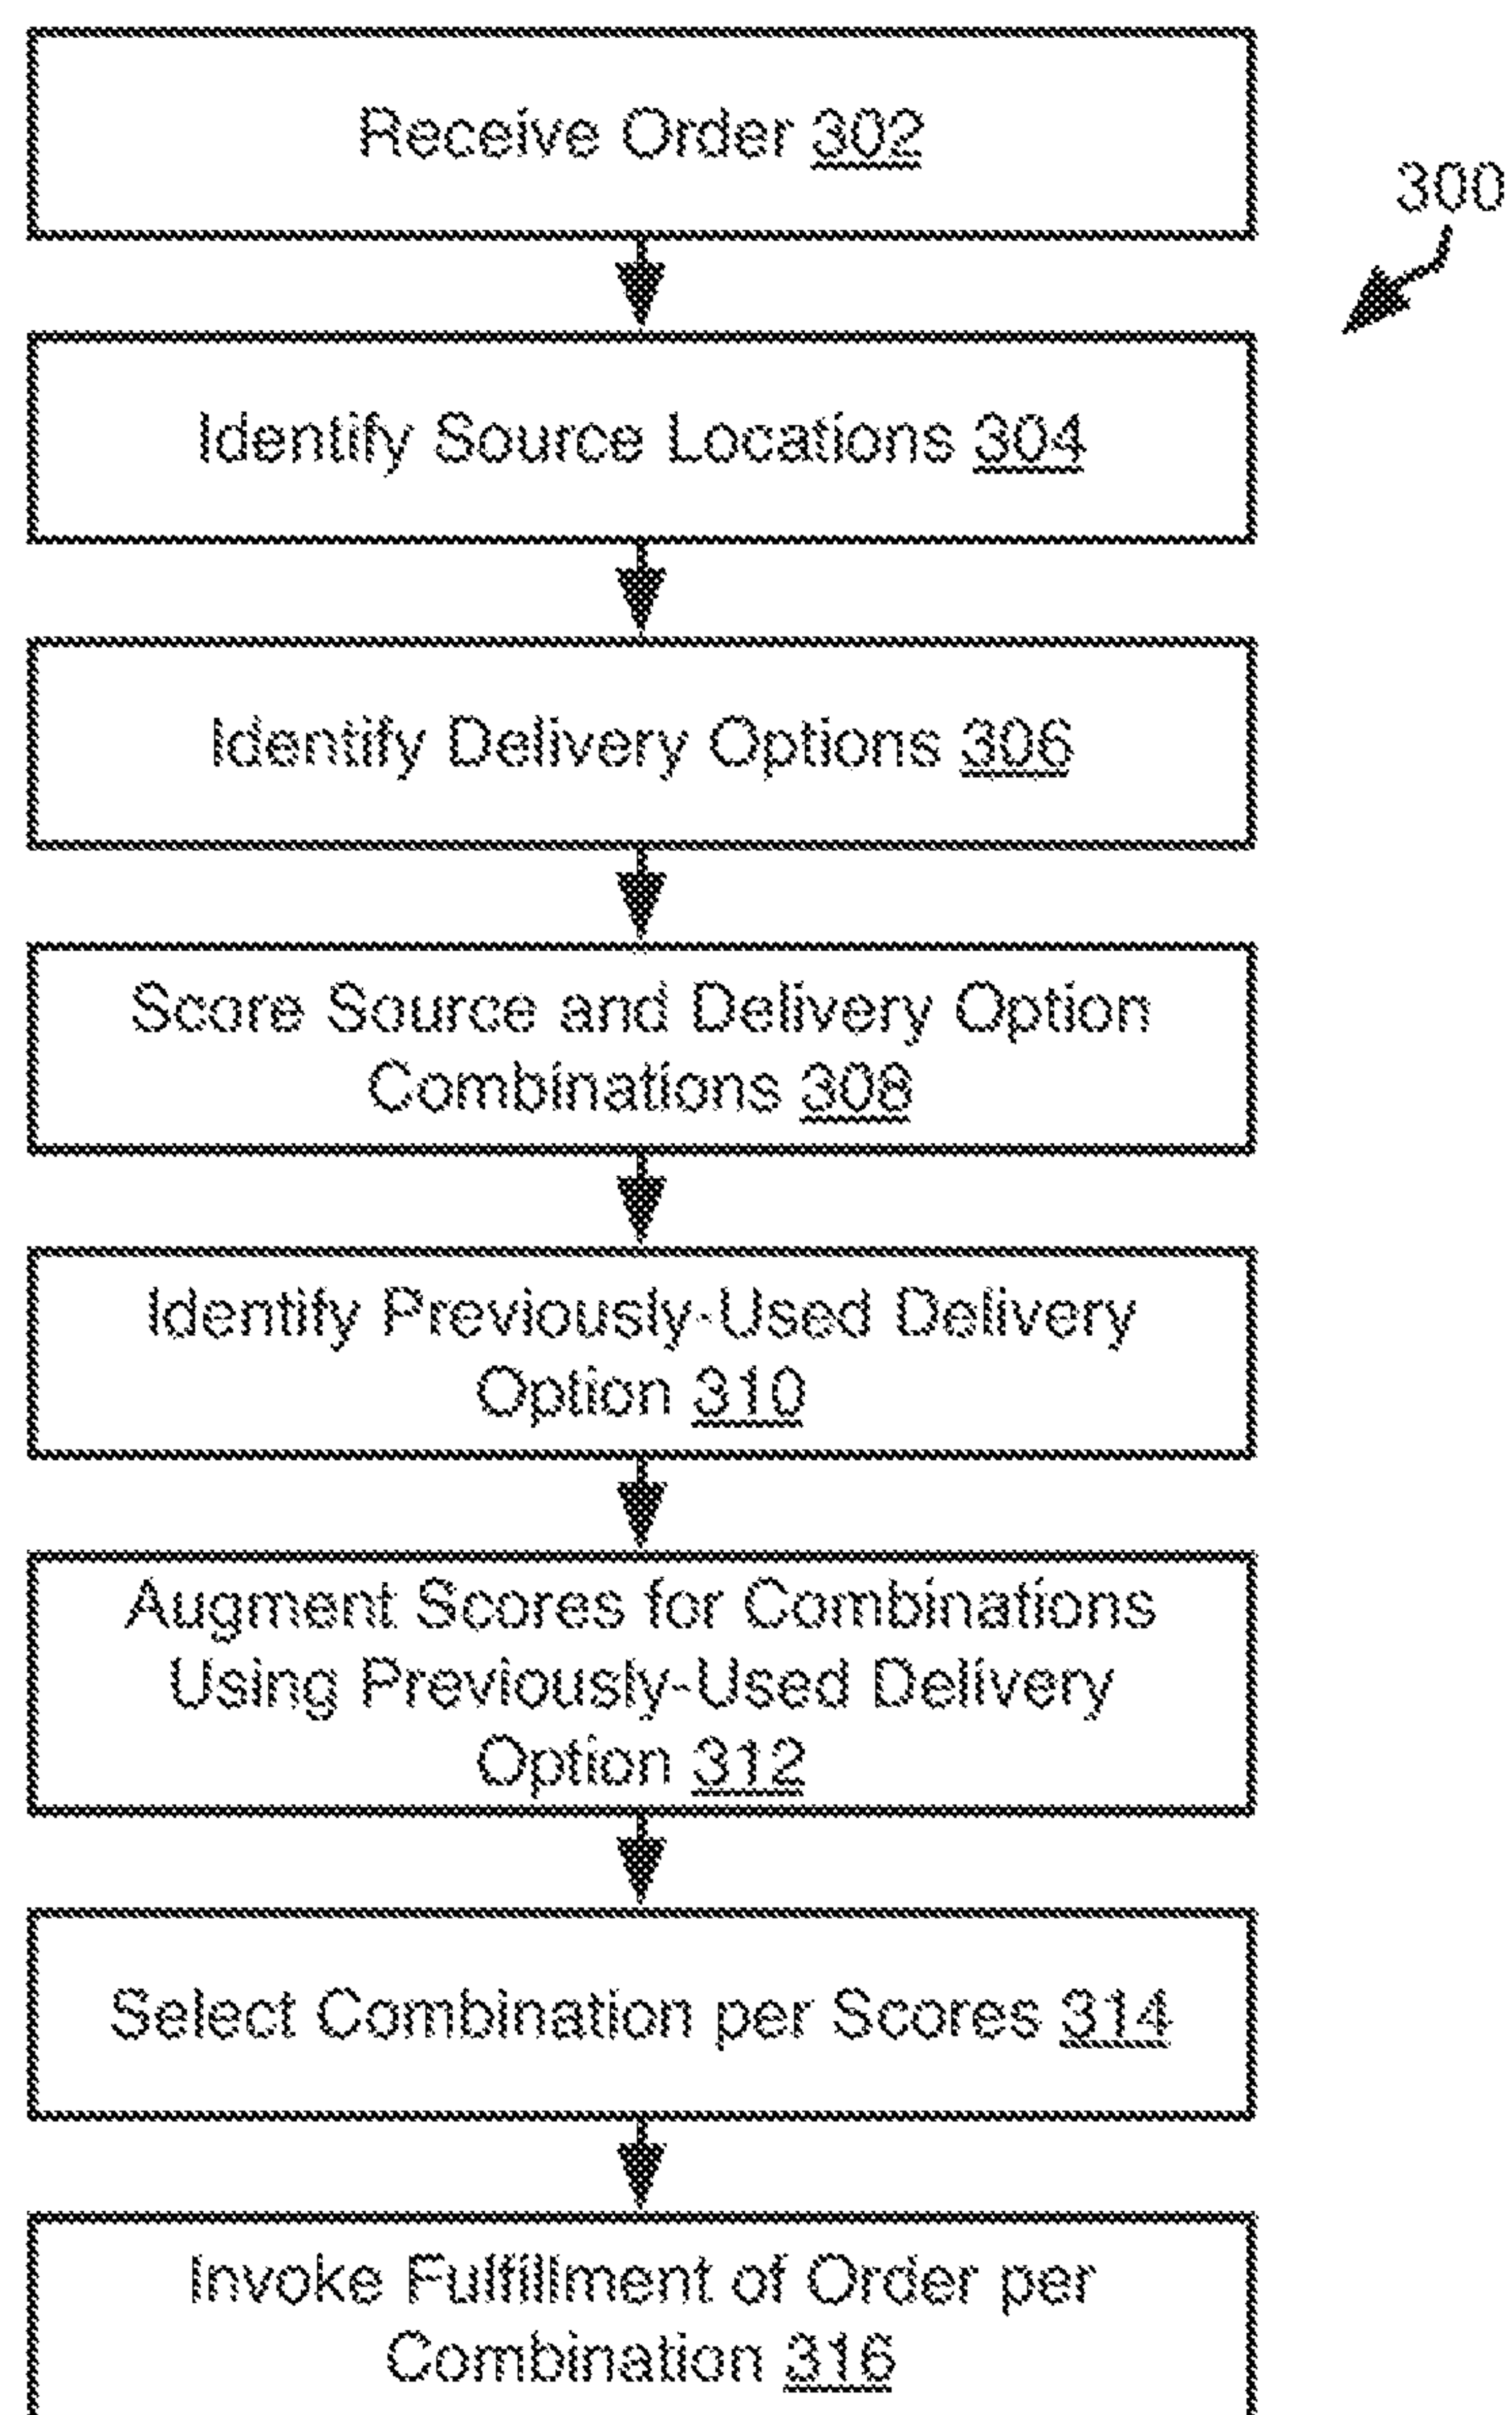 Receive Order 302
300
Identify Source Locations 304
Identify Delivery Options 306
Score Source and Delivery Option
Combinations 308
Identify Previously-Used Delivery
Option 310
Augment Scores for Combinations
Using Previously-Used Delivery
Option 312
Select Combination per Scores 314
Invoke Fulfillment of Order per
Combination 316